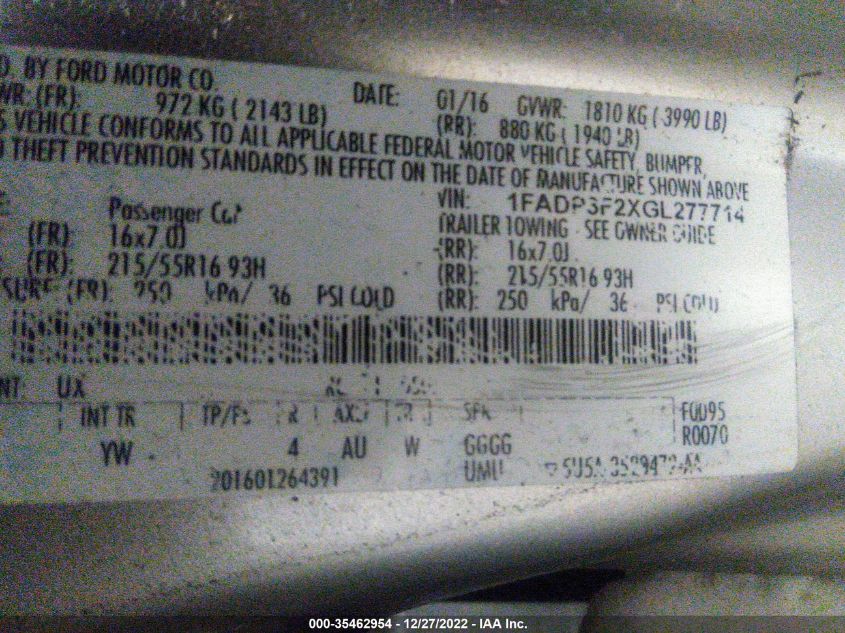 BY FORD MOTOR CO. DATE: 01/16 GVWR: 1810 KG ( 3990 LB)
(FR): 972 KG ( 2143 LB) (RR): 880 KG ( 1940 LB)
VEHICLE CONFORMS TO ALL APPLICABLE FEDERAL MOTOR VEHICLE SAFETY, BUMPER,
THEFT PREVENTION STANDARDS IN EFFECT ON THE DATE OF MANUFACTURE SHOWN ABOVE
VIN: 1FADP3F2XGL277714
Passenger Car TRAILER TOWING - SEE OWNER GUIDE
(FR): 16x7.0J (RR): 16x7.0J
(FR): 215/55R16 93H (RR): 215/55R16 93H
(FR): 250 kPa/ 36 PSI COLD (RR): 250 kPa/ 36 PSI COLD
UX
INT TR TP/PS R AXL F0095
YW 4 AU W GGGG R0070
201601264391
000-35462954 - 12/27/2022 - IAA Inc.